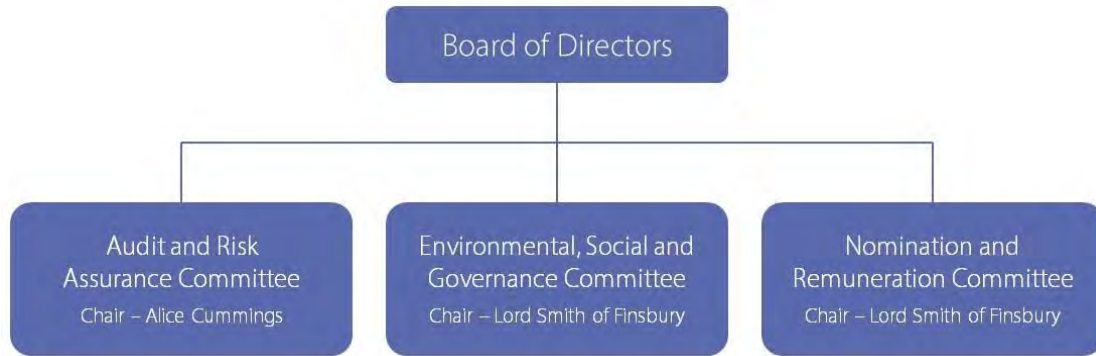 Board of Directors
Audit and Risk
Assurance Committee
Chair – Alice Cummings
Environmental, Social and
Governance Committee
Chair – Lord Smith of Finsbury
Nomination and
Remuneration Committee
Chair – Lord Smith of Finsbury